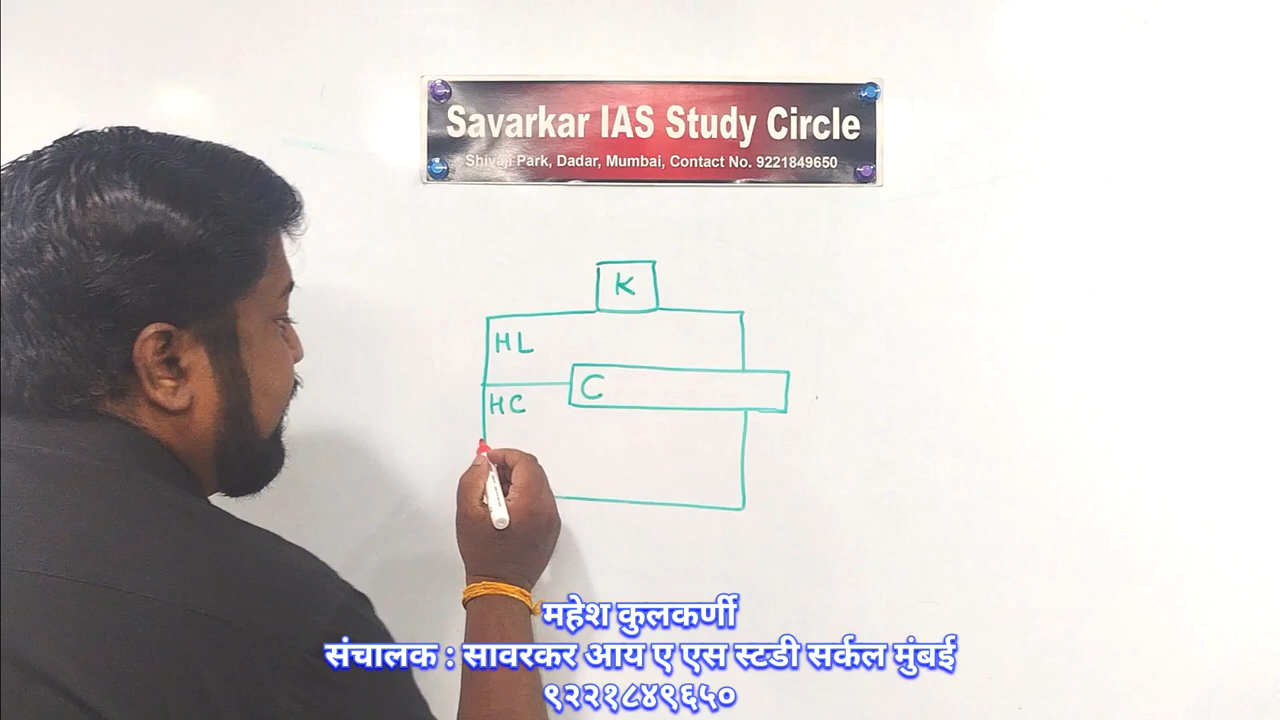 Savarkar IAS Study Circle
Shivaji Park, Dadar, Mumbai, Contact No. 9221849650
K
HL
C
HC
महेश कुलकर्णी
संचालक : सावरकर आय ए एस स्टडी सर्कल मुंबई
९२२१८४९६५०